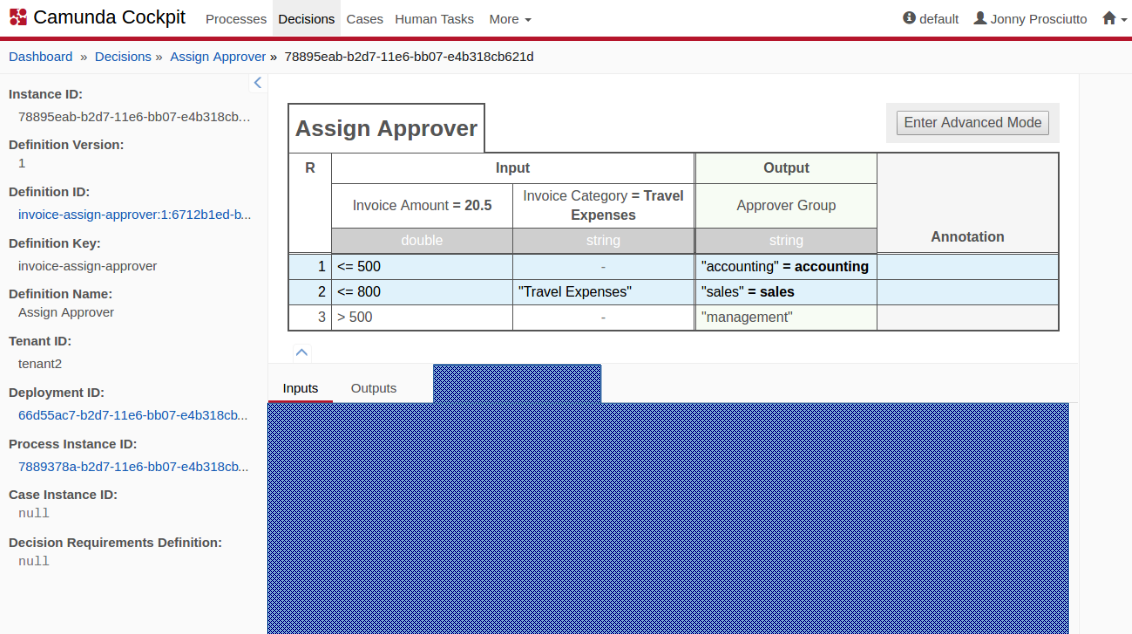 Camunda Cockpit Processes Decisions Cases Human Tasks More default Jonny Prosciutto
Dashboard » Decisions » Assign Approver » 78895eab-b2d7-11e6-bb07-e4b318cb621d
Instance ID:
78895eab-b2d7-11e6-bb07-e4b318cb...
Definition Version:
1
Definition ID:
invoice-assign-approver:1:6712b1ed-b...
Definition Key:
invoice-assign-approver
Definition Name:
Assign Approver
Tenant ID:
tenant2
Deployment ID:
66d55ac7-b2d7-11e6-bb07-e4b318cb...
Process Instance ID:
7889378a-b2d7-11e6-bb07-e4b318cb...
Case Instance ID:
null
Decision Requirements Definition:
null
Assign Approver
Enter Advanced Mode
R Input Output
Invoice Amount = 20.5 Invoice Category = Travel Expenses Approver Group
double string string Annotation
1 <= 500 - "accounting" = accounting
2 <= 800 "Travel Expenses" "sales" = sales
3 > 500 - "management"
Inputs Outputs